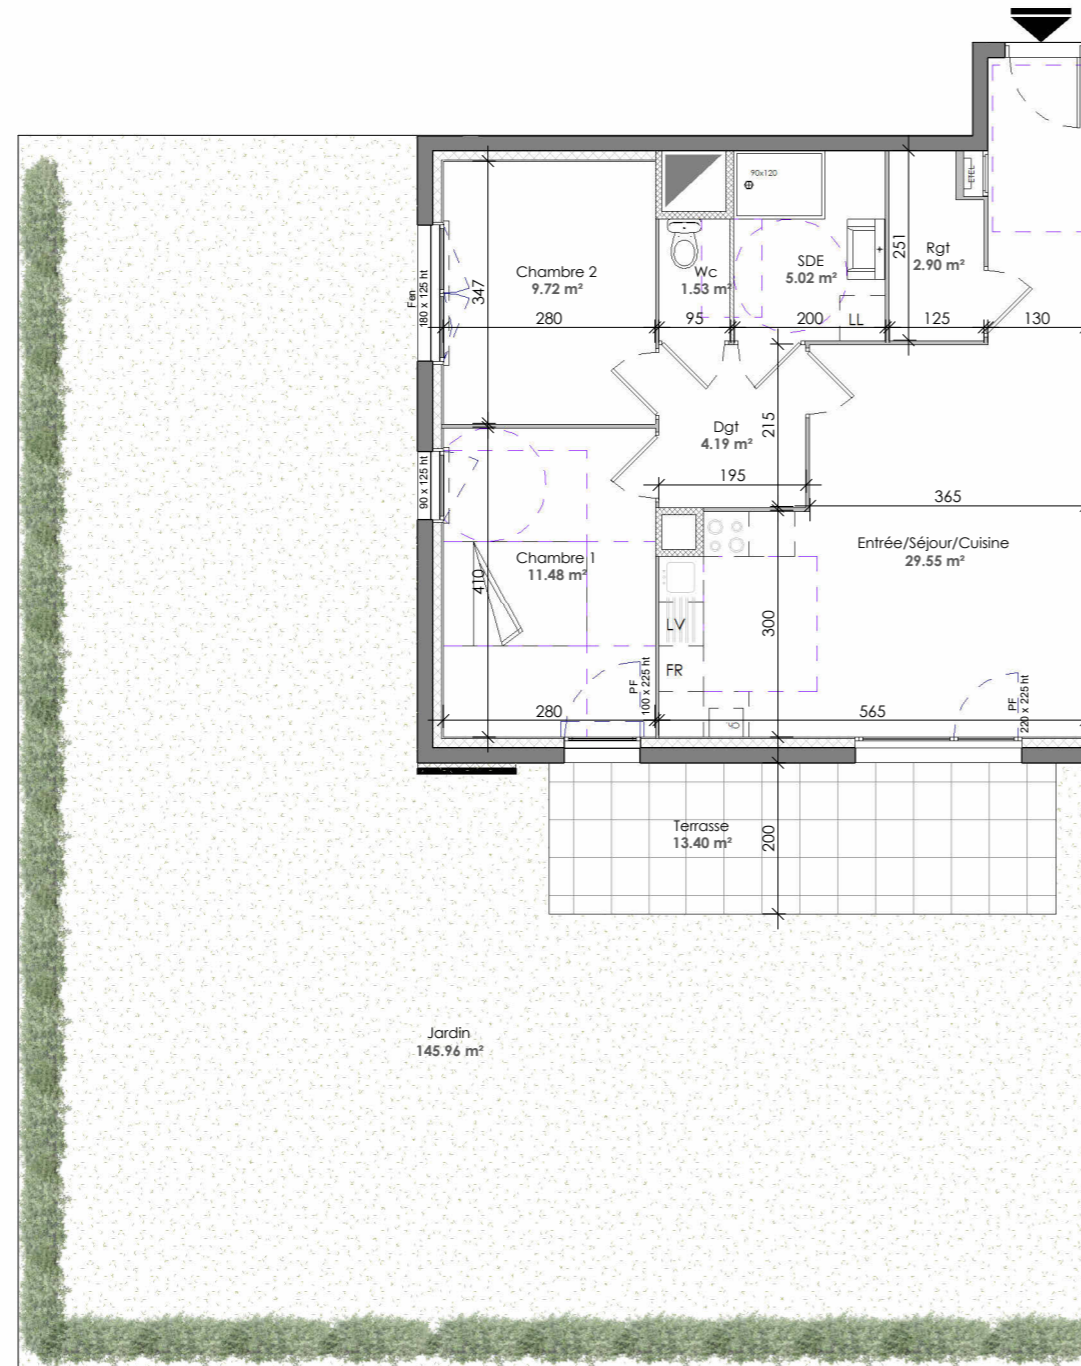 90x120
ETEL
Rgt
2.90 m²
251
SDE
5.02 m²
Wc
1.53 m²
Chambre 2
9.72 m²
347
Fen
180 x 125 ht
280
95
200
LL
125
130
Dgt
4.19 m²
215
195
365
90 x 125 ht
Chambre 1
11.48 m²
410
Entrée/Séjour/Cuisine
29.55 m²
300
LV
FR
PF
100 x 225 ht
PF
220 x 225 ht
280
565
Terrasse
13.40 m²
200
Jardin
145.96 m²